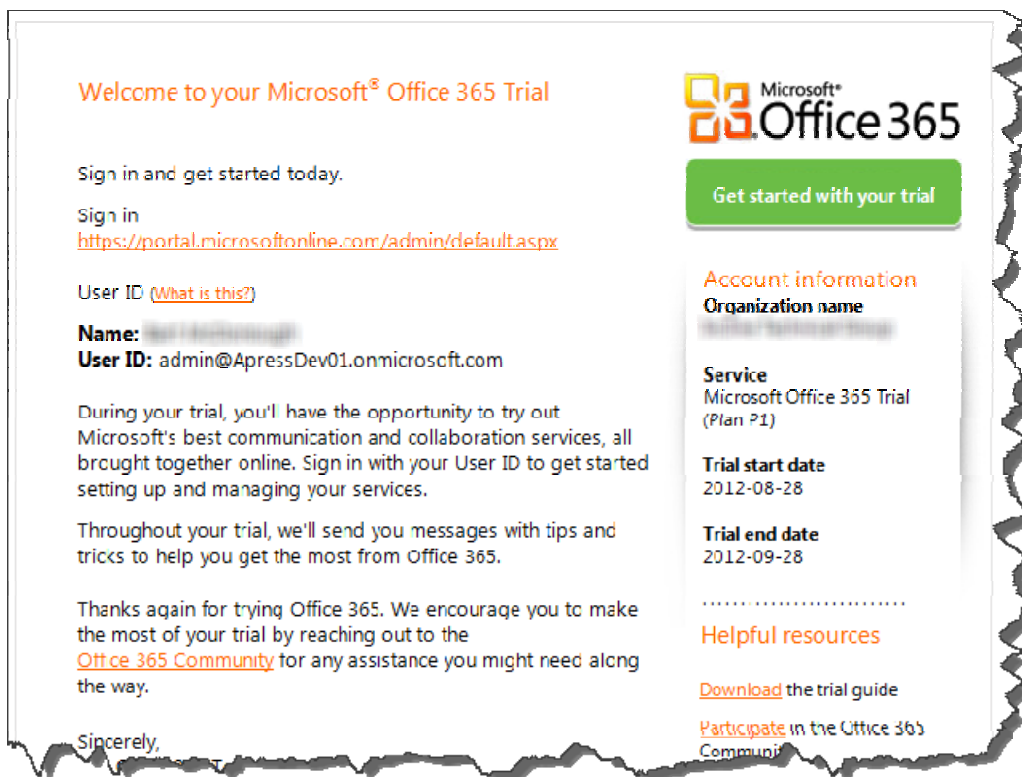 Welcome to your Microsoft® Office 365 Trial
Sign in and get started today.
Sign in
https://portal.microsoftonline.com/admin/default.aspx
User ID (What is this?)
Name:
User ID: admin@ApressDev01.onmicrosoft.com
During your trial, you'll have the opportunity to try out
Microsoft's best communication and collaboration services, all
brought together online. Sign in with your User ID to get started
setting up and managing your services.
Throughout your trial, we'll send you messages with tips and
tricks to help you get the most from Office 365.
Thanks again for trying Office 365. We encourage you to make
the most of your trial by reaching out to the
Office 365 Community for any assistance you might need along
the way.
Sincerely,
Microsoft®
Office 365
Get started with your trial
Account information
Organization name
Service
Microsoft Office 365 Trial
(Plan P1)
Trial start date
2012-08-28
Trial end date
2012-09-28
Helpful resources
Download the trial guide
Participate in the Office 365